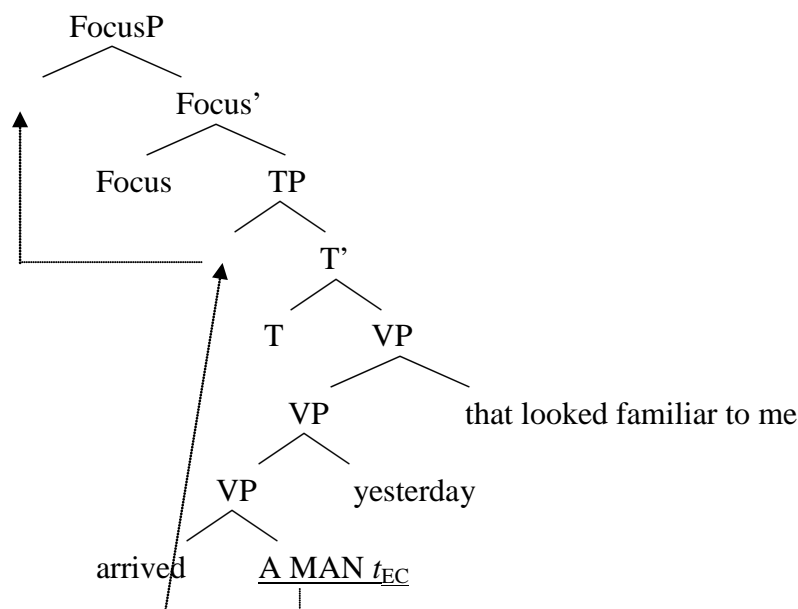 FocusP
Focus’
Focus TP
T’
T VP
VP that looked familiar to me
VP yesterday
arrived A MAN tEC